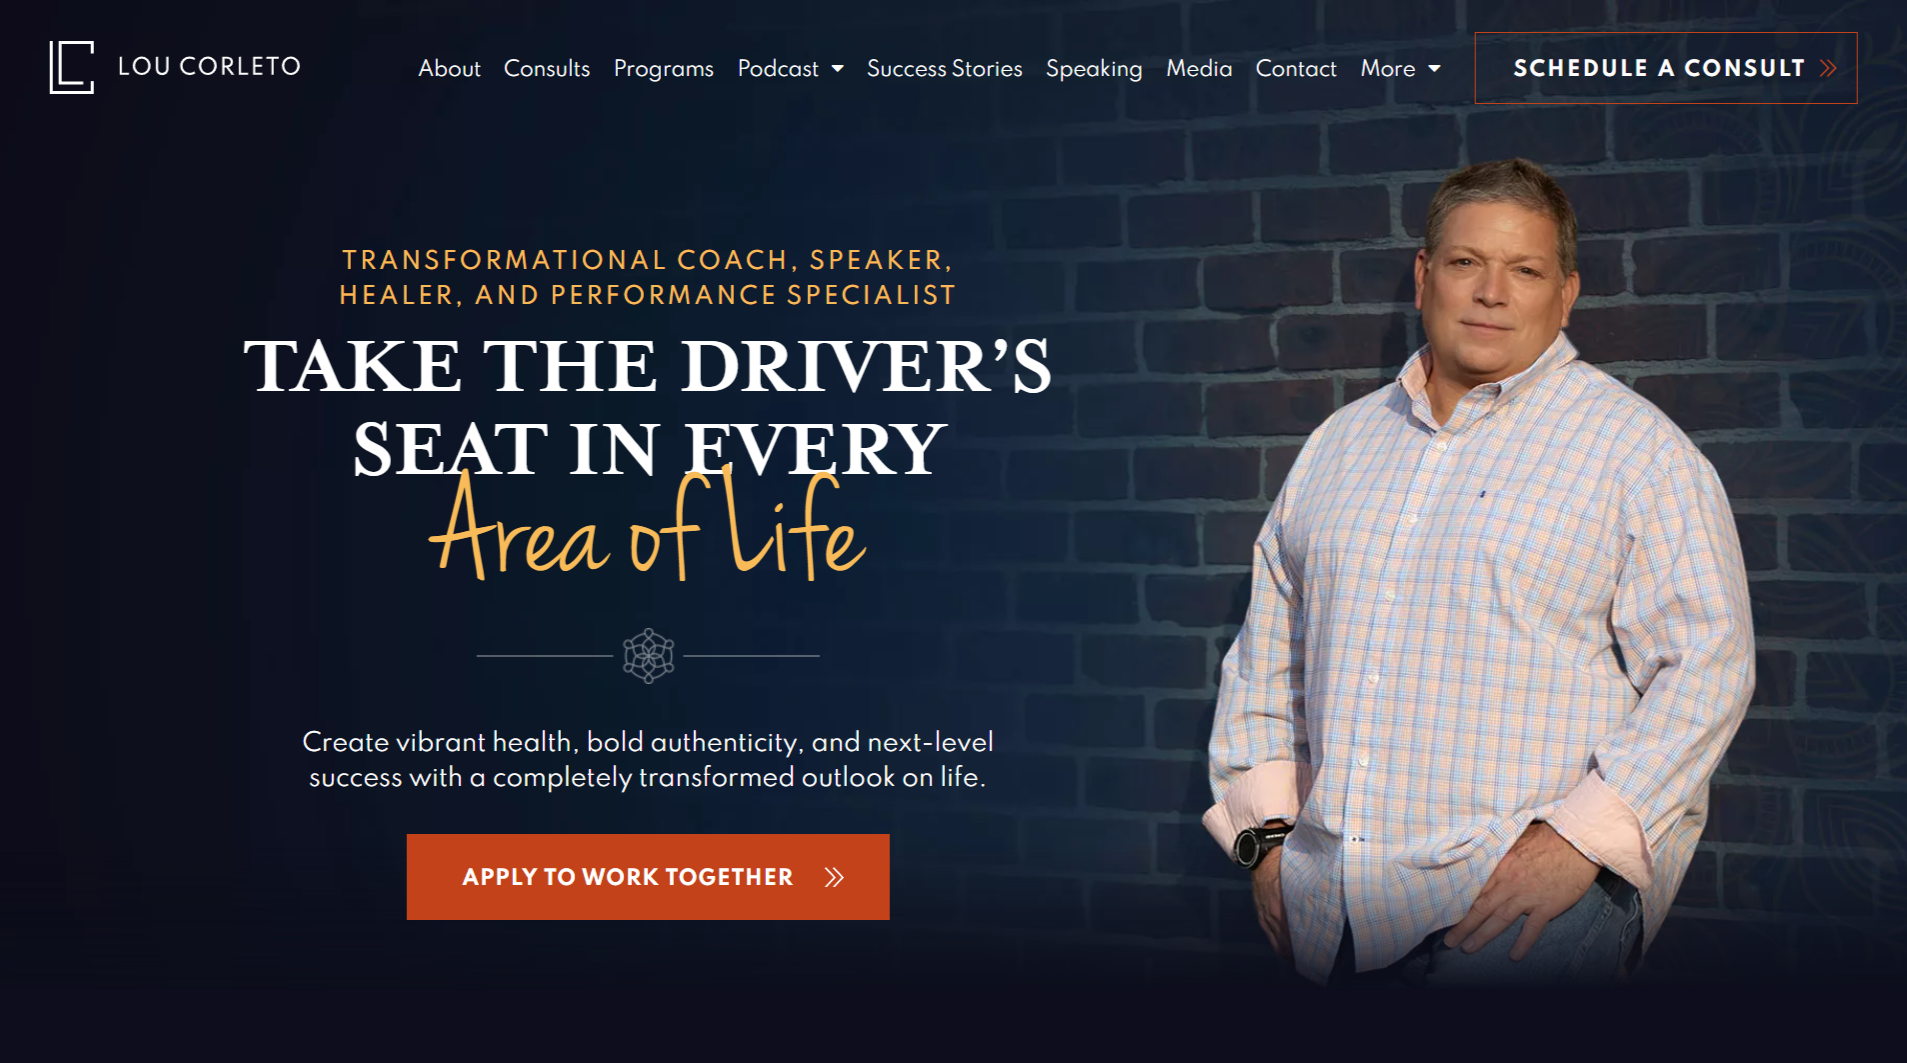 LOU CORLETO
About Consults Programs Podcast Success Stories Speaking Media Contact More
SCHEDULE A CONSULT
TRANSFORMATIONAL COACH, SPEAKER,
HEALER, AND PERFORMANCE SPECIALIST
TAKE THE DRIVER’S
SEAT IN EVERY
Area of Life
Create vibrant health, bold authenticity, and next-level
success with a completely transformed outlook on life.
APPLY TO WORK TOGETHER